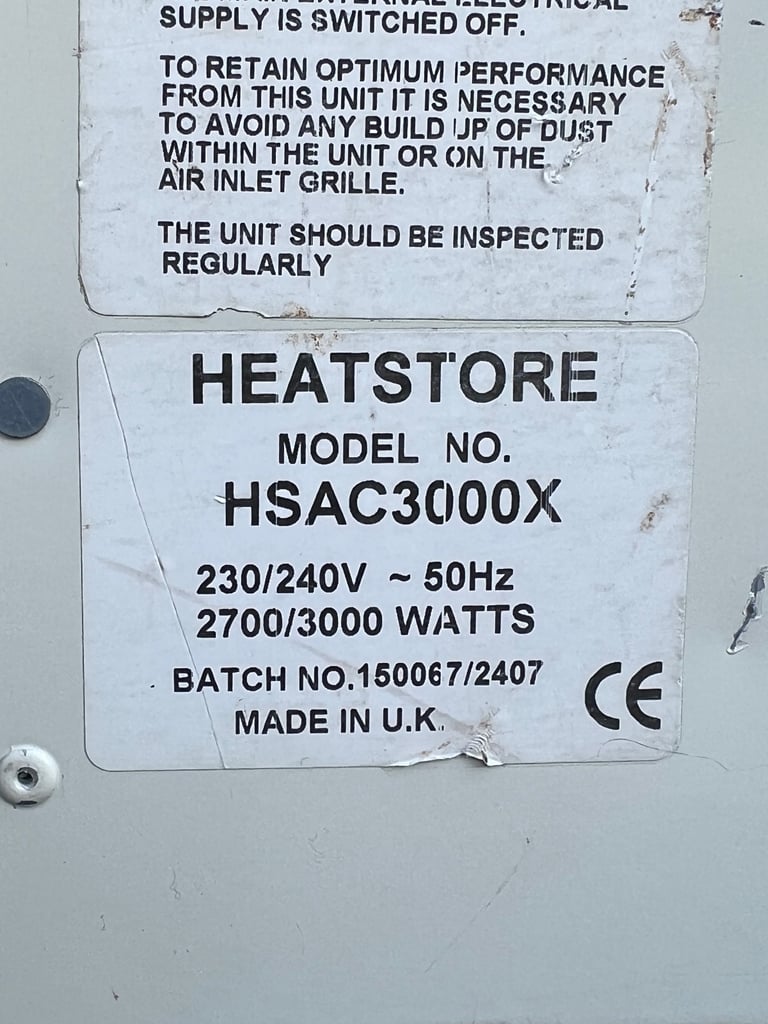 EXTERNAL ELECTRICAL
SUPPLY IS SWITCHED OFF.
TO RETAIN OPTIMUM PERFORMANCE
FROM THIS UNIT IT IS NECESSARY
TO AVOID ANY BUILD UP OF DUST
WITHIN THE UNIT OR ON THE
AIR INLET GRILLE.
THE UNIT SHOULD BE INSPECTED
REGULARLY
HEATSTORE
MODEL NO.
HSAC3000X
230/240V ~ 50Hz
2700/3000 WATTS
BATCH NO.150067/2407
MADE IN U.K.
CE